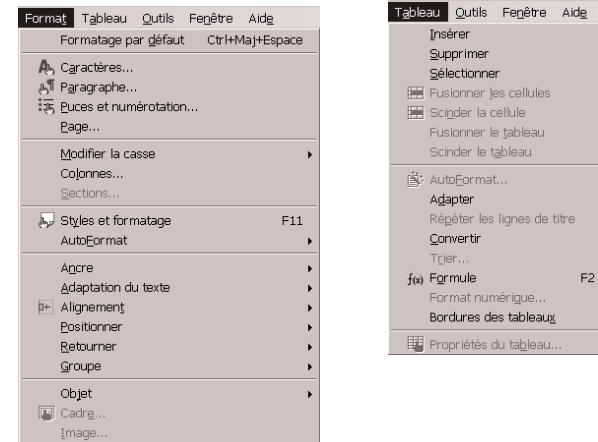 Format Tableau Outils Fenêtre Aide
Formatage par défaut Ctrl+Maj+Espace
Caractères...
Paragraphe...
Puces et numérotation...
Page...
Modifier la casse
Colonnes...
Sections...
Styles et formatage F11
AutoFormat
Ancre
Adaptation du texte
Alignement
Positionner
Retourner
Groupe
Objet
Cadre...
Image...
Tableau Outils Fenêtre Aide
Insérer
Supprimer
Sélectionner
Fusionner les cellules
Scinder la cellule
Fusionner le tableau
Scinder le tableau
AutoFormat...
Adapter
Répéter les lignes de titre
Convertir
Trier...
f(x) Formule F2
Format numérique...
Bordures des tableaux
Propriétés du tableau...